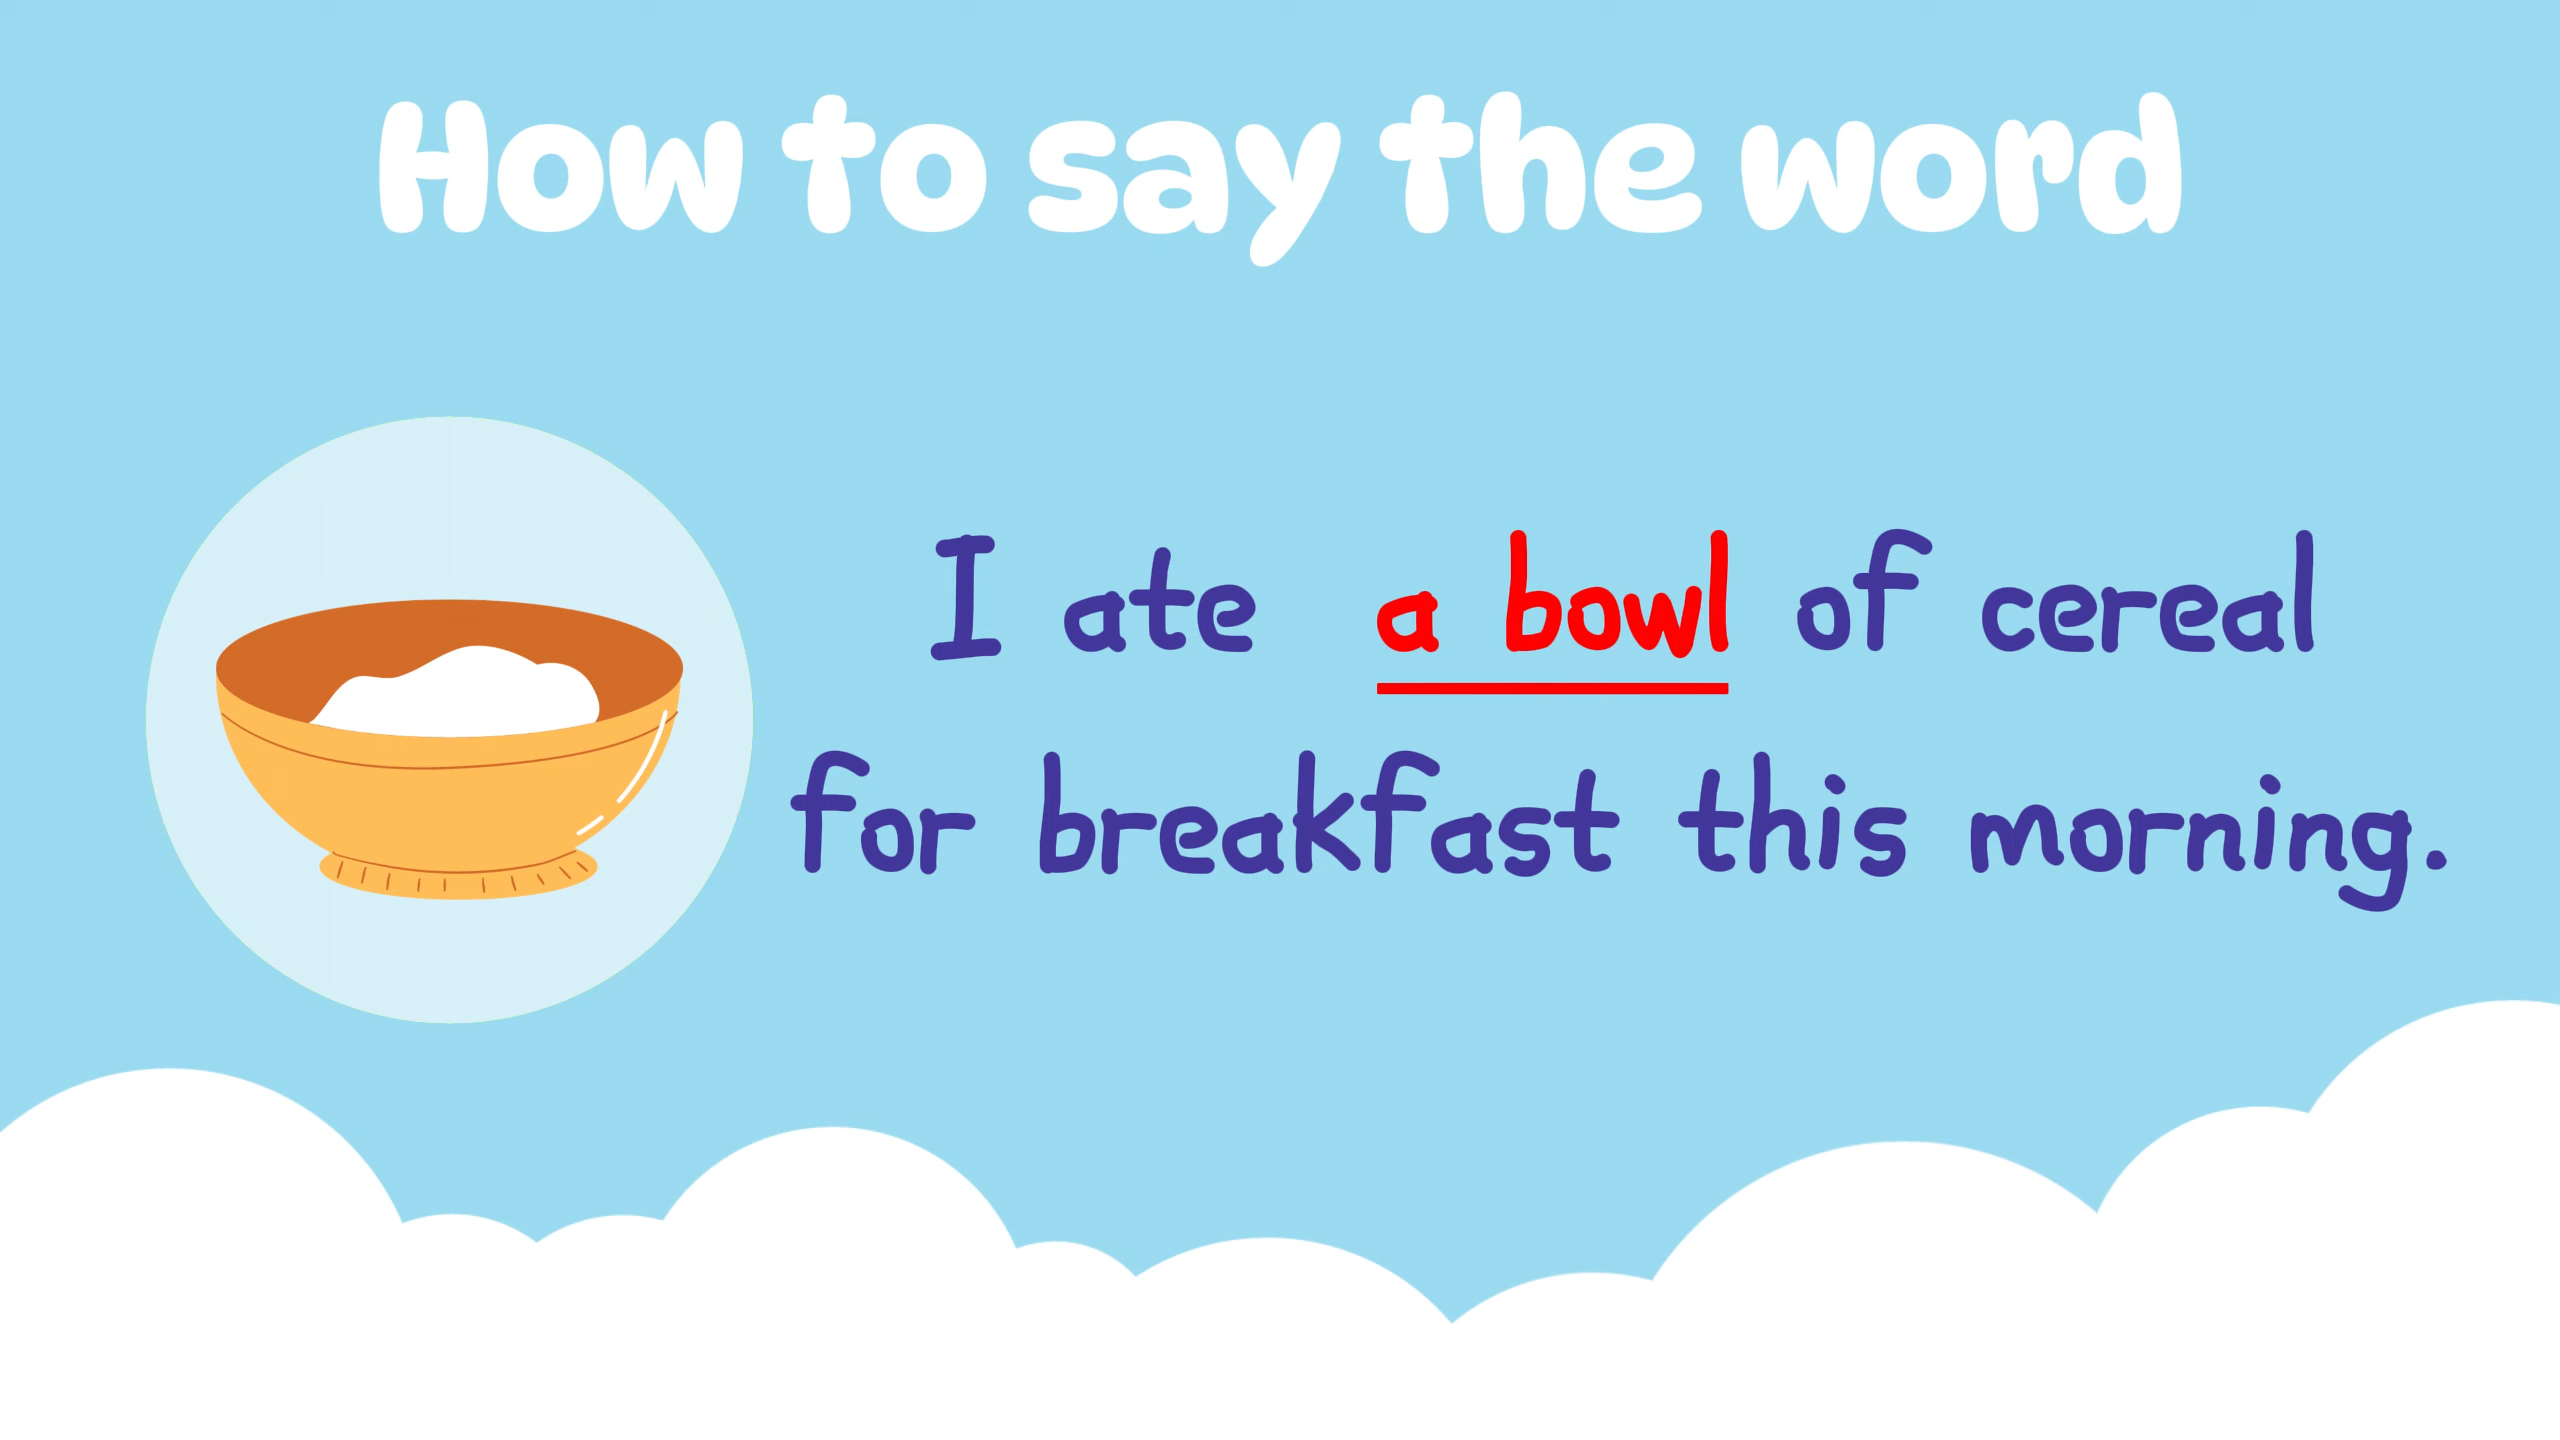 How to say the word
I ate a bowl of cereal
for breakfast this morning.